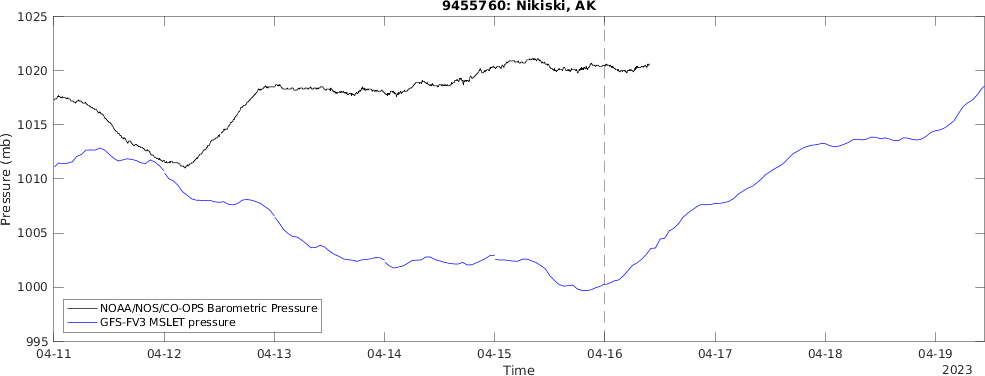 9455760: Nikiski, AK
Pressure (mb)
1025
1020
1015
1010
1005
1000
995
NOAA/NOS/CO-OPS Barometric Pressure
GFS-FV3 MSLET pressure
04-11 04-12 04-13 04-14 04-15 04-16 04-17 04-18 04-19
Time
2023